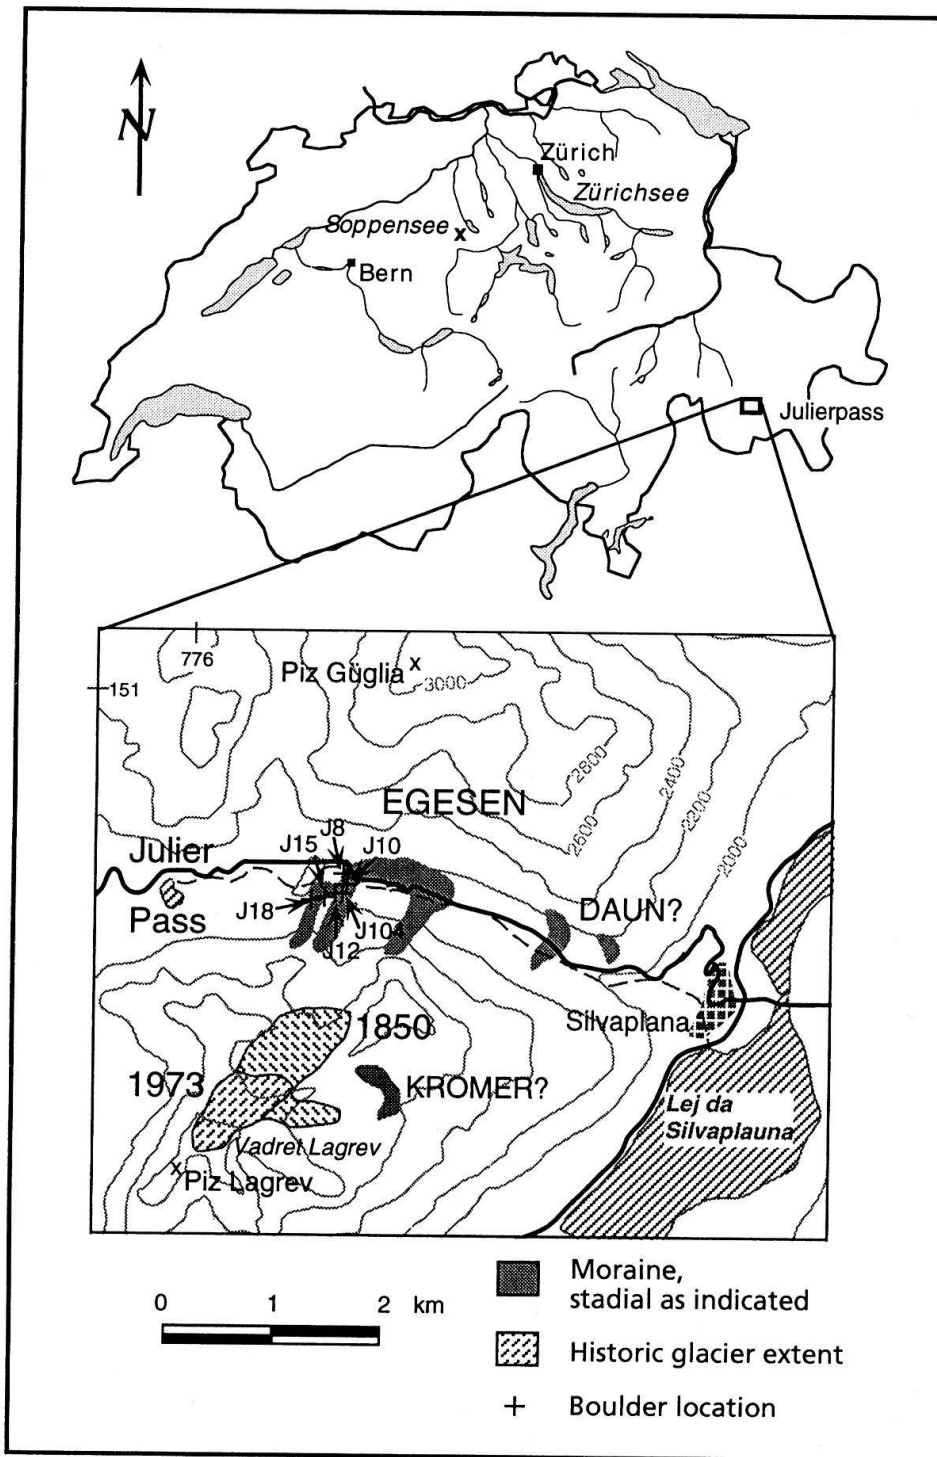 N
Zürich
Zürichsee
Soppensee x
Bern
Julierpass
776
151
Piz Güglia x
3000
2800
2600
2400
2200
2000
EGESEN
J8
J15
J10
Julier
Pass
J18
J104
J12
DAUN?
Silvaplana
1850
1973
KROMER?
Lej da
Silvaplauna
Vadret Lagrev
x Piz Lagrev
Moraine,
stadial as indicated
0 1 2 km
Historic glacier extent
+ Boulder location